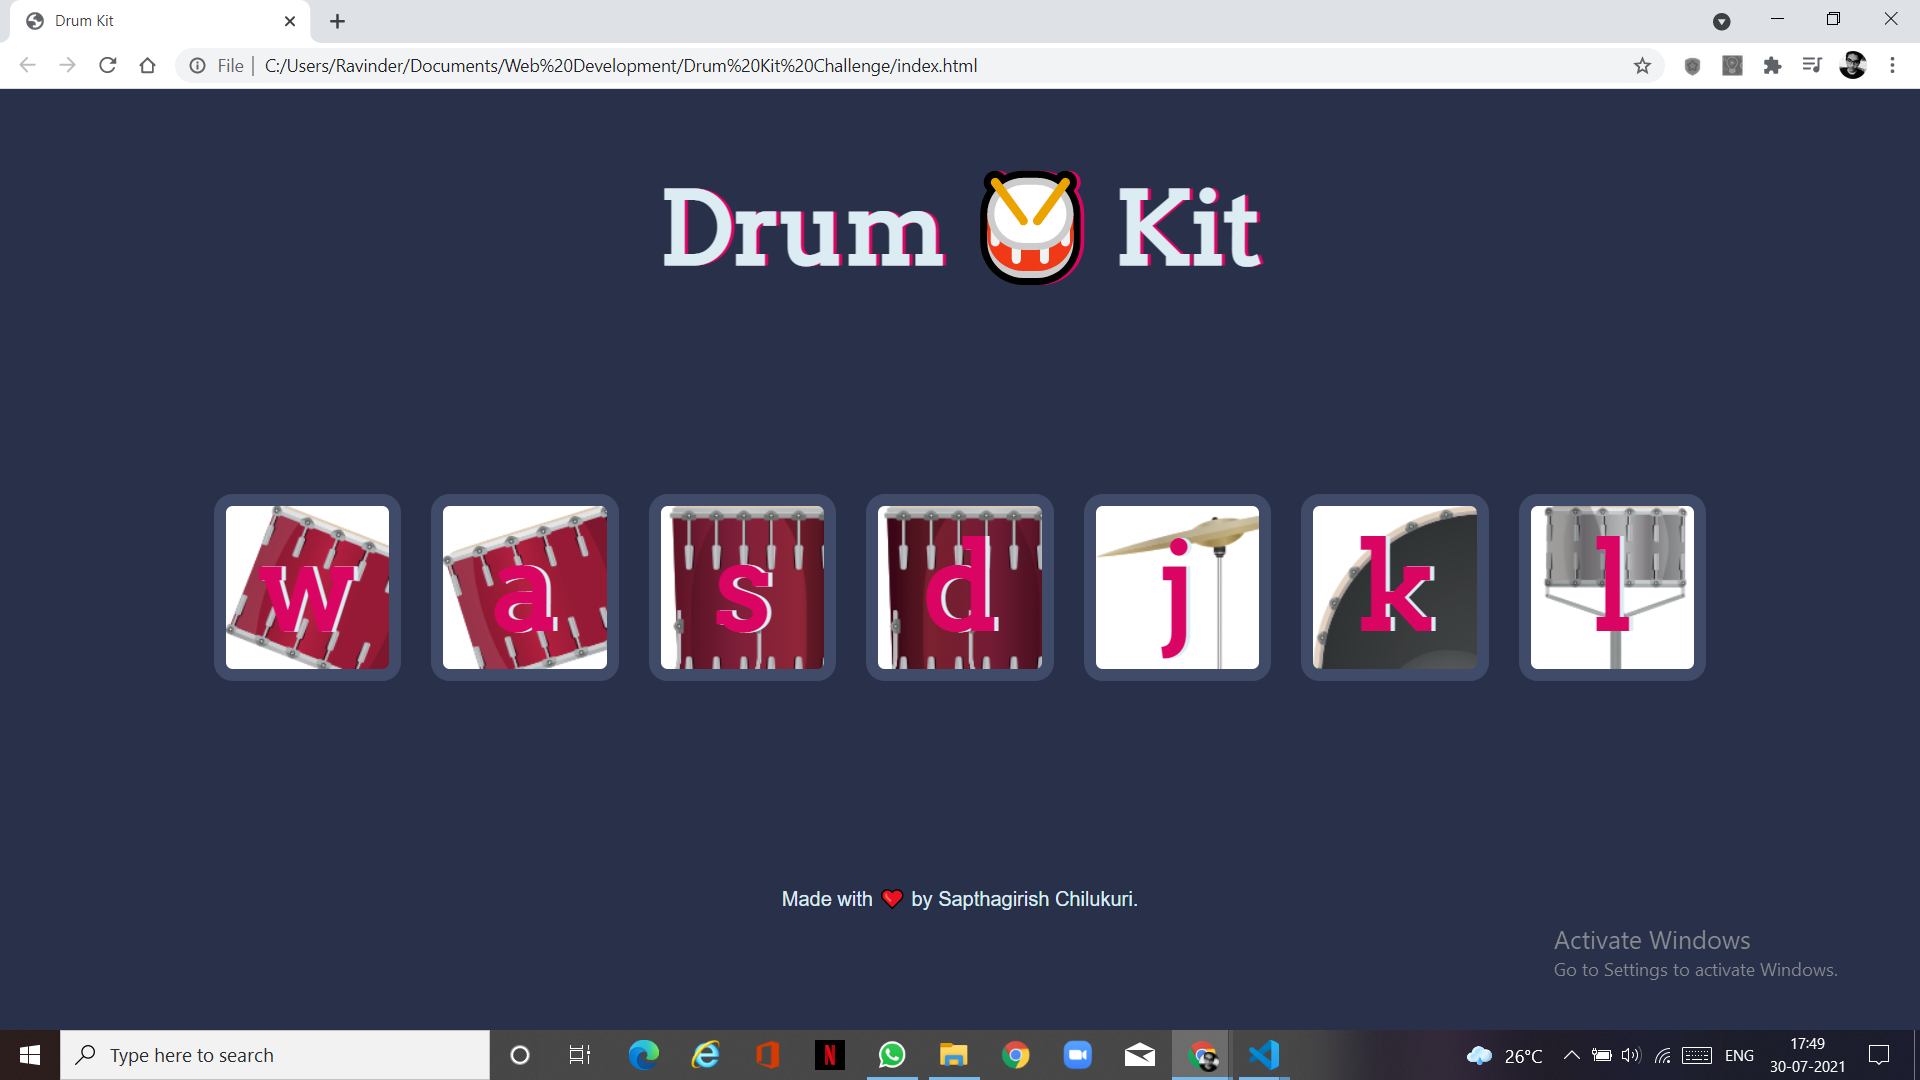 Drum Kit
File | C:/Users/Ravinder/Documents/Web%20Development/Drum%20Kit%20Challenge/index.html
Drum Kit
w a s d j k l
Made with ❤ by Sapthagirish Chilukuri.
Activate Windows
Go to Settings to activate Windows.
Type here to search
N
26°C
ENG
17:49
30-07-2021